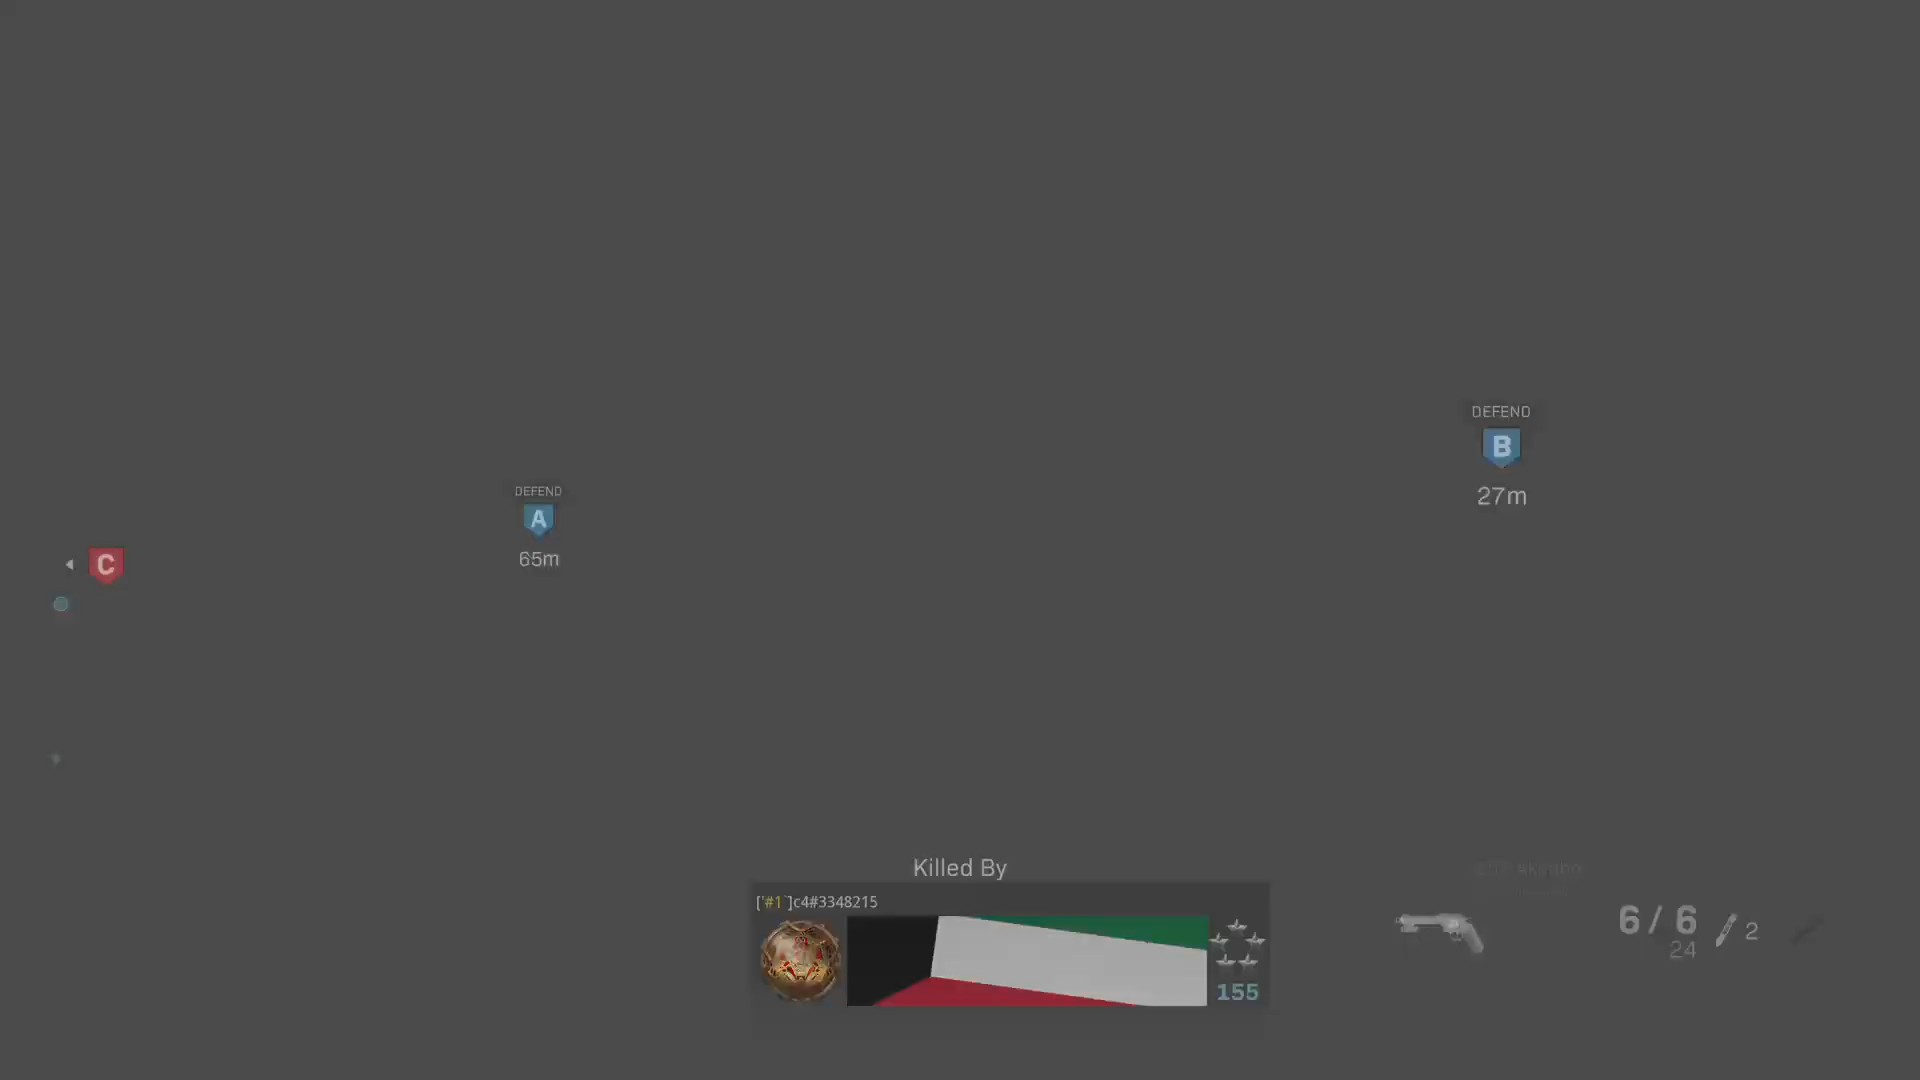 DEFEND
B
27m
DEFEND
A
65m
C
Killed By
['#1']c4#3348215
155
6/6
24
2